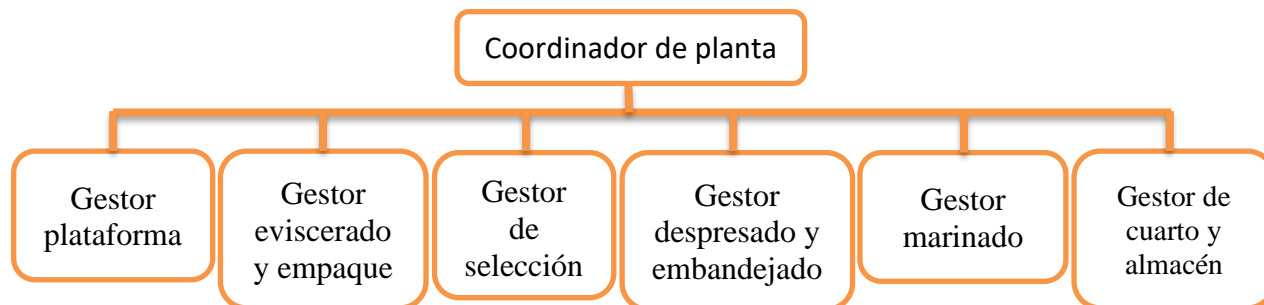 Coordinador de planta
Gestor
plataforma
Gestor
eviscerado
y empaque
Gestor
de
selección
Gestor
despresado y
embandejado
Gestor
marinado
Gestor de
cuarto y
almacén